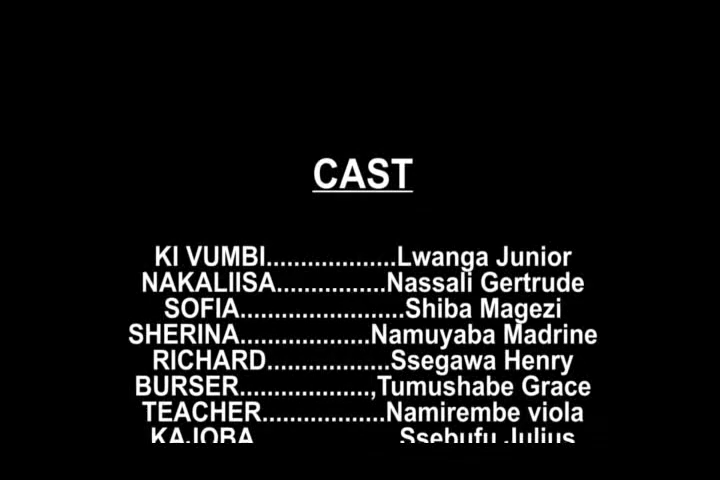 CAST
KI VUMBI...................Lwanga Junior
NAKALIISA................Nassali Gertrude
SOFIA........................Shiba Magezi
SHERINA...................Namuyaba Madrine
RICHARD..................Ssegawa Henry
BURSER...................,Tumushabe Grace
TEACHER..................Namirembe viola
KAJOBA Ssebufu Julius